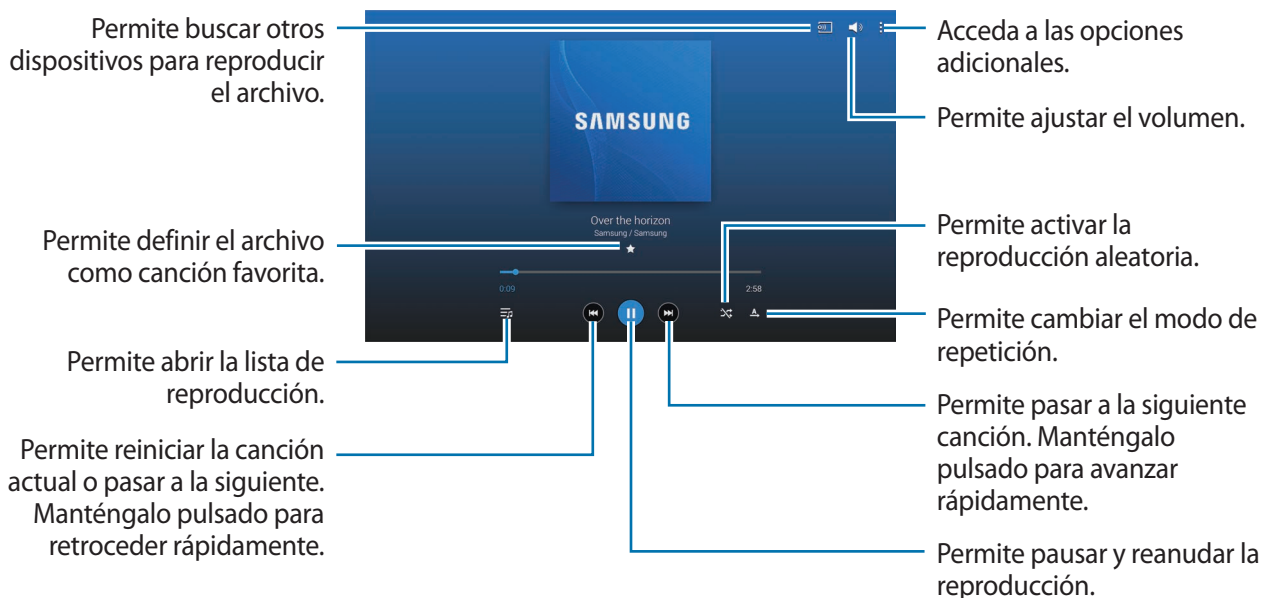 Permite buscar otros
dispositivos para reproducir
el archivo.
Acceda a las opciones
adicionales.
Permite ajustar el volumen.
SAMSUNG
Over the horizon
Samsung / Samsung
Permite definir el archivo
como canción favorita.
Permite activar la
reproducción aleatoria.
0:09
2:58
A
Permite cambiar el modo de
repetición.
Permite abrir la lista de
reproducción.
Permite pasar a la siguiente
canción. Manténgalo
pulsado para avanzar
rápidamente.
Permite reiniciar la canción
actual o pasar a la siguiente.
Manténgalo pulsado para
retroceder rápidamente.
Permite pausar y reanudar la
reproducción.